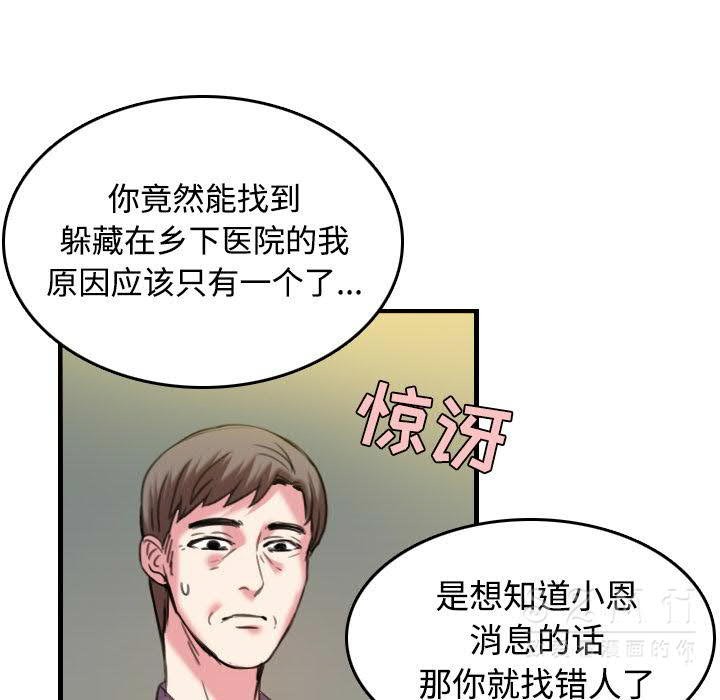 你竟然能找到
躲藏在乡下医院的我
原因应该只有一个了...
惊讶
是想知道小恩
消息的话
那你就找错人了